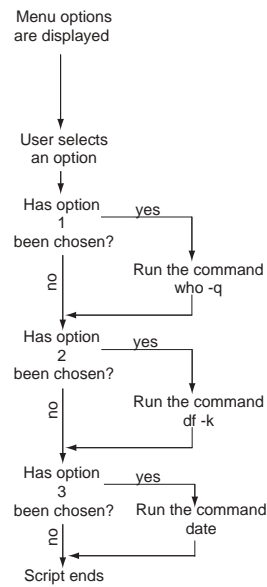 Menu options
are displayed
User selects
an option
Has option
1
been chosen?
yes
no
Run the command
who -q
Has option
2
been chosen?
yes
no
Run the command
df -k
Has option
3
been chosen?
yes
no
Run the command
date
Script ends